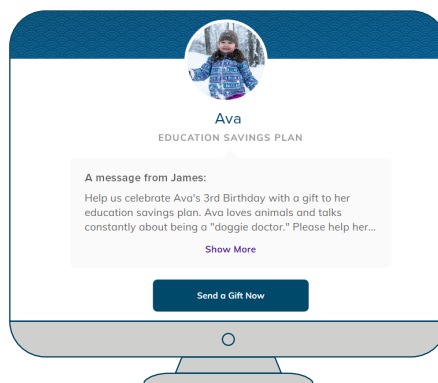 Ava
EDUCATION SAVINGS PLAN
A message from James:
Help us celebrate Ava's 3rd Birthday with a gift to her
education savings plan. Ava loves animals and talks
constantly about being a "doggie doctor." Please help her...
Show More
Send a Gift Now